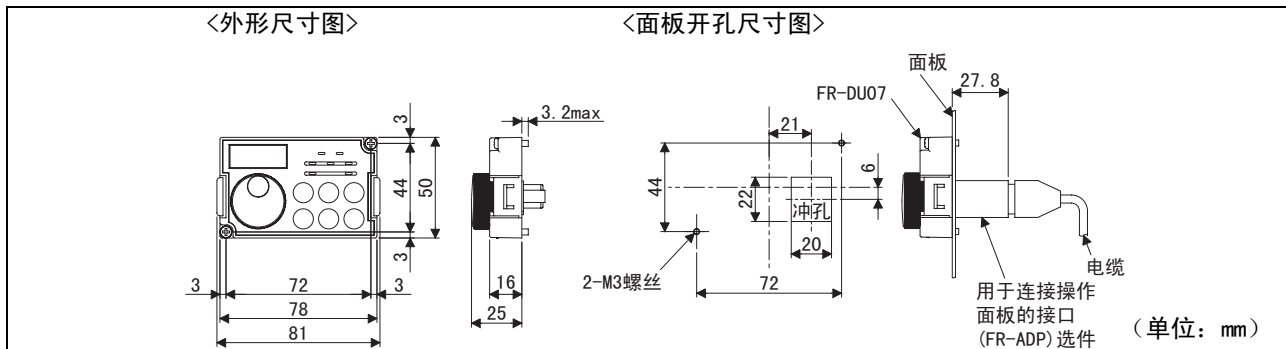 <外形尺寸图>
<面板开孔尺寸图>
3
44
50
3
3
72
3
78
81
3.2max
16
25
21
44
22
6
冲孔
20
2-M3螺丝
72
面板
27.8
FR-DU07
电缆
用于连接操作
面板的接口
(FR-ADP)选件
(单位：mm)